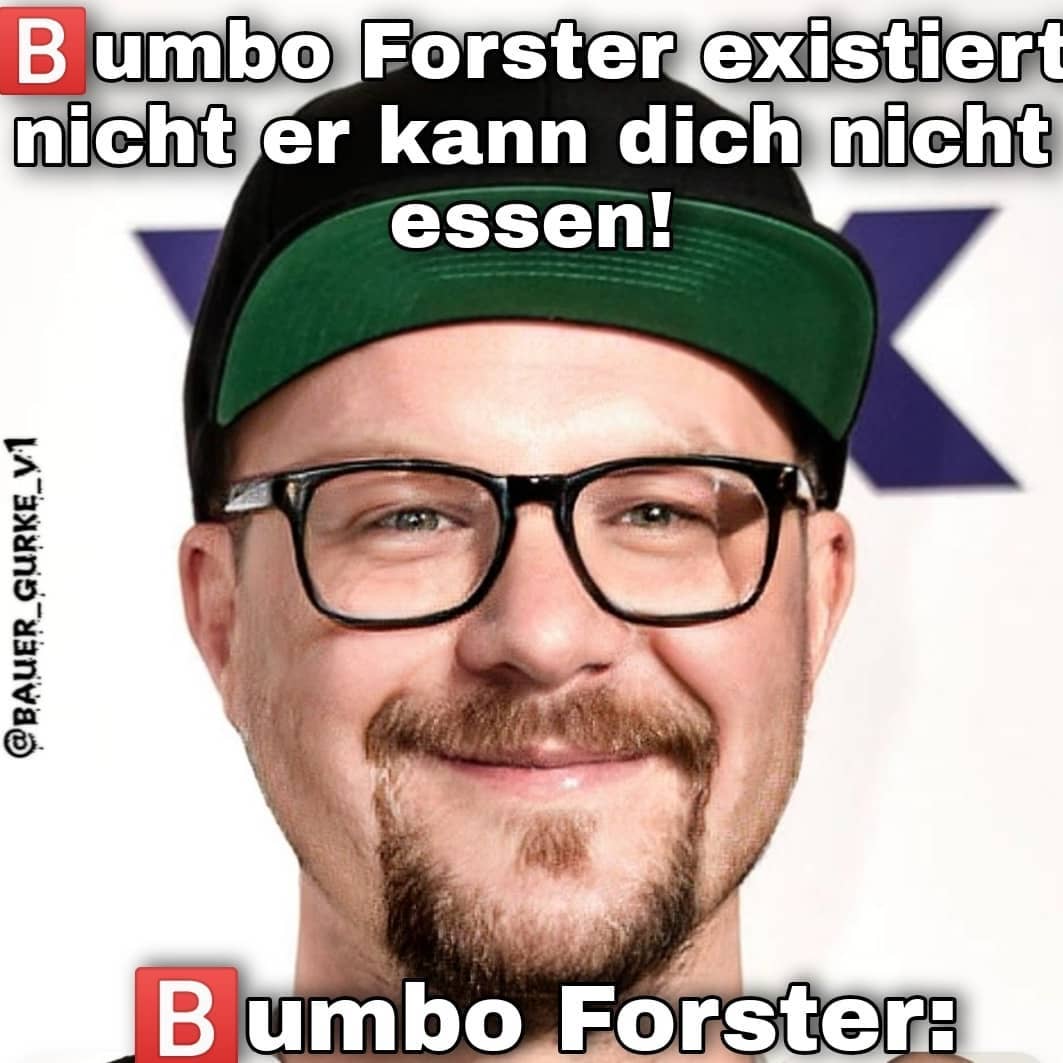 🅱️umbo Forster existiert
nicht er kann dich nicht
essen!
@BAUER_GURKE_v1
🅱️umbo Forster: